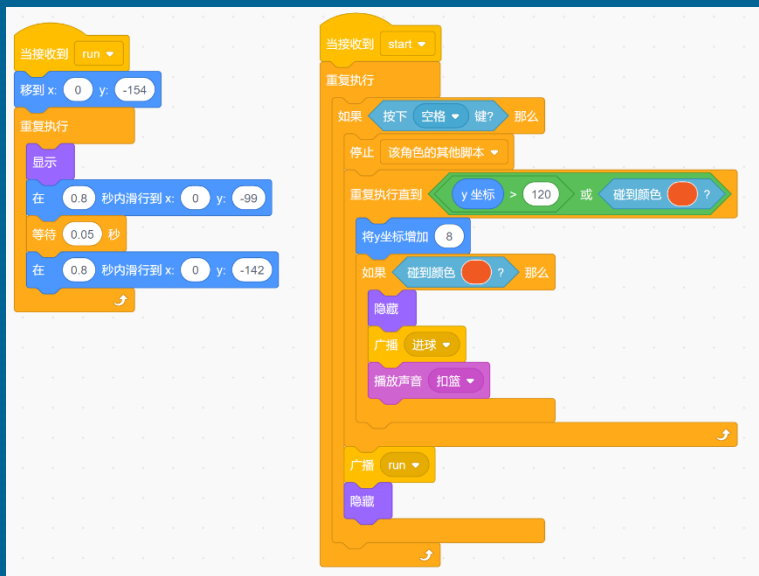 当接收到 run
移到 x: 0 y: -154
重复执行
显示
在 0.8 秒内滑行到 x: 0 y: -99
等待 0.05 秒
在 0.8 秒内滑行到 x: 0 y: -142
当接收到 start
重复执行
如果 按下 空格 键? 那么
停止 该角色的其他脚本
重复执行直到 y 坐标 > 120 或 碰到颜色 ?
将y坐标增加 8
如果 碰到颜色 ? 那么
隐藏
广播 进球
播放声音 扣篮
广播 run
隐藏